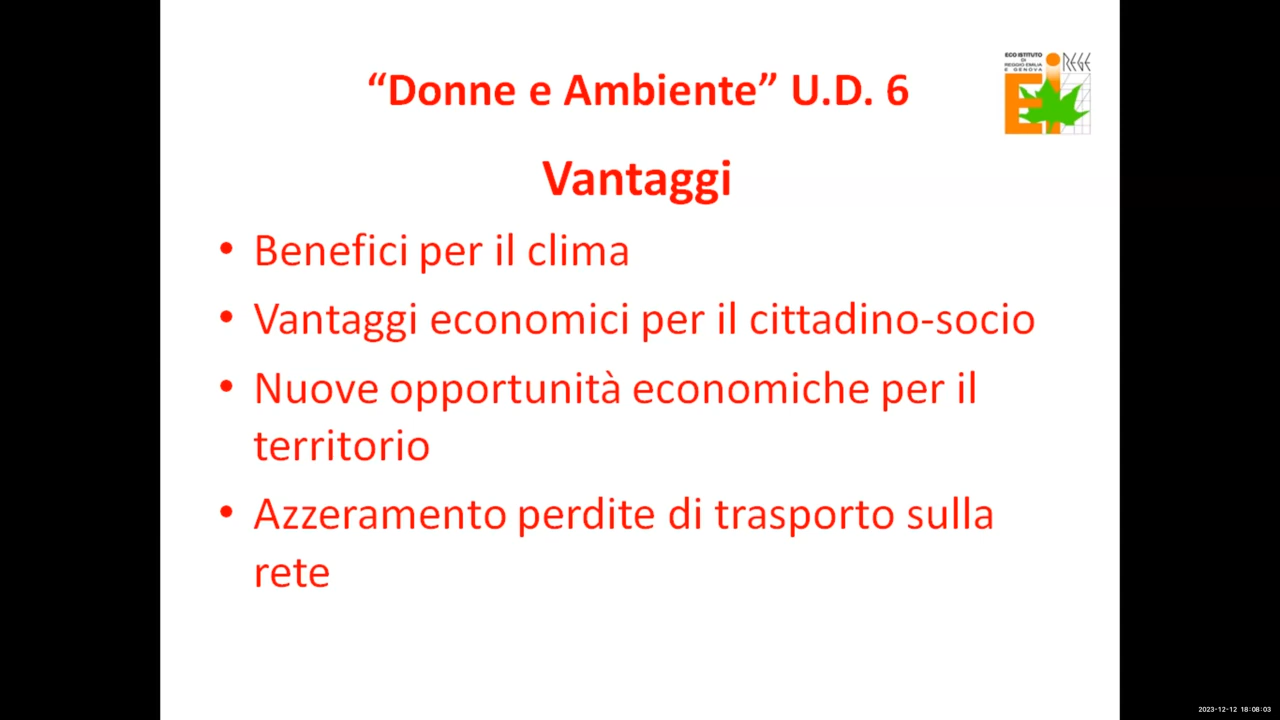 “Donne e Ambiente” U.D. 6
ECO ISTITUTO
DI
REGGIO EMILIA
E GENOVA
REGE
Ei
Vantaggi
• Benefici per il clima
• Vantaggi economici per il cittadino-socio
• Nuove opportunità economiche per il
territorio
• Azzeramento perdite di trasporto sulla
rete
2023-12-12 18:08:03